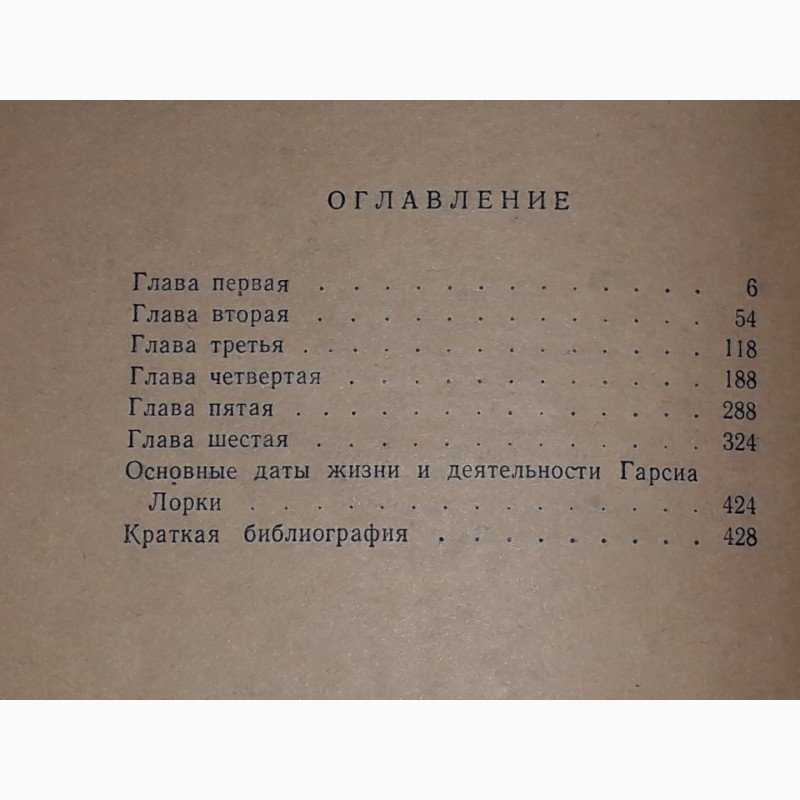 ОГЛАВЛЕНИЕ
Глава первая . . . . . . . . . . . . . 6
Глава вторая . . . . . . . . . . . . . 54
Глава третья . . . . . . . . . . . . . . 118
Глава четвертая . . . . . . . . . . . . 188
Глава пятая . . . . . . . . . . . . . . 288
Глава шестая . . . . . . . . . . . . . 324
Основные даты жизни и деятельности Гарсиа
Лорки . . . . . . . . . . . . . . 424
Краткая библиография . . . . . . . . . 428